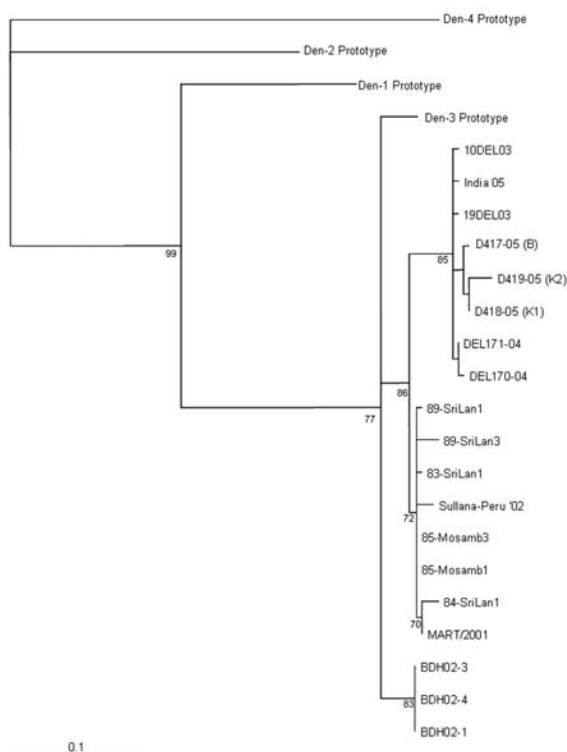 Den-4 Prototype
Den-2 Prototype
Den-1 Prototype
Den-3 Prototype
10DEL03
India 05
19DEL03
D417-05 (B)
99
85
D419-05 (K2)
D418-05 (K1)
DEL171-04
DEL170-04
86
89-SriLan1
77
89-SriLan3
83-SriLan1
Sullana-Peru '02
72
85-Mosamb3
85-Mosamb1
84-SriLan1
70
MART/2001
BDH02-3
BDH02-4
83
BDH02-1
0.1